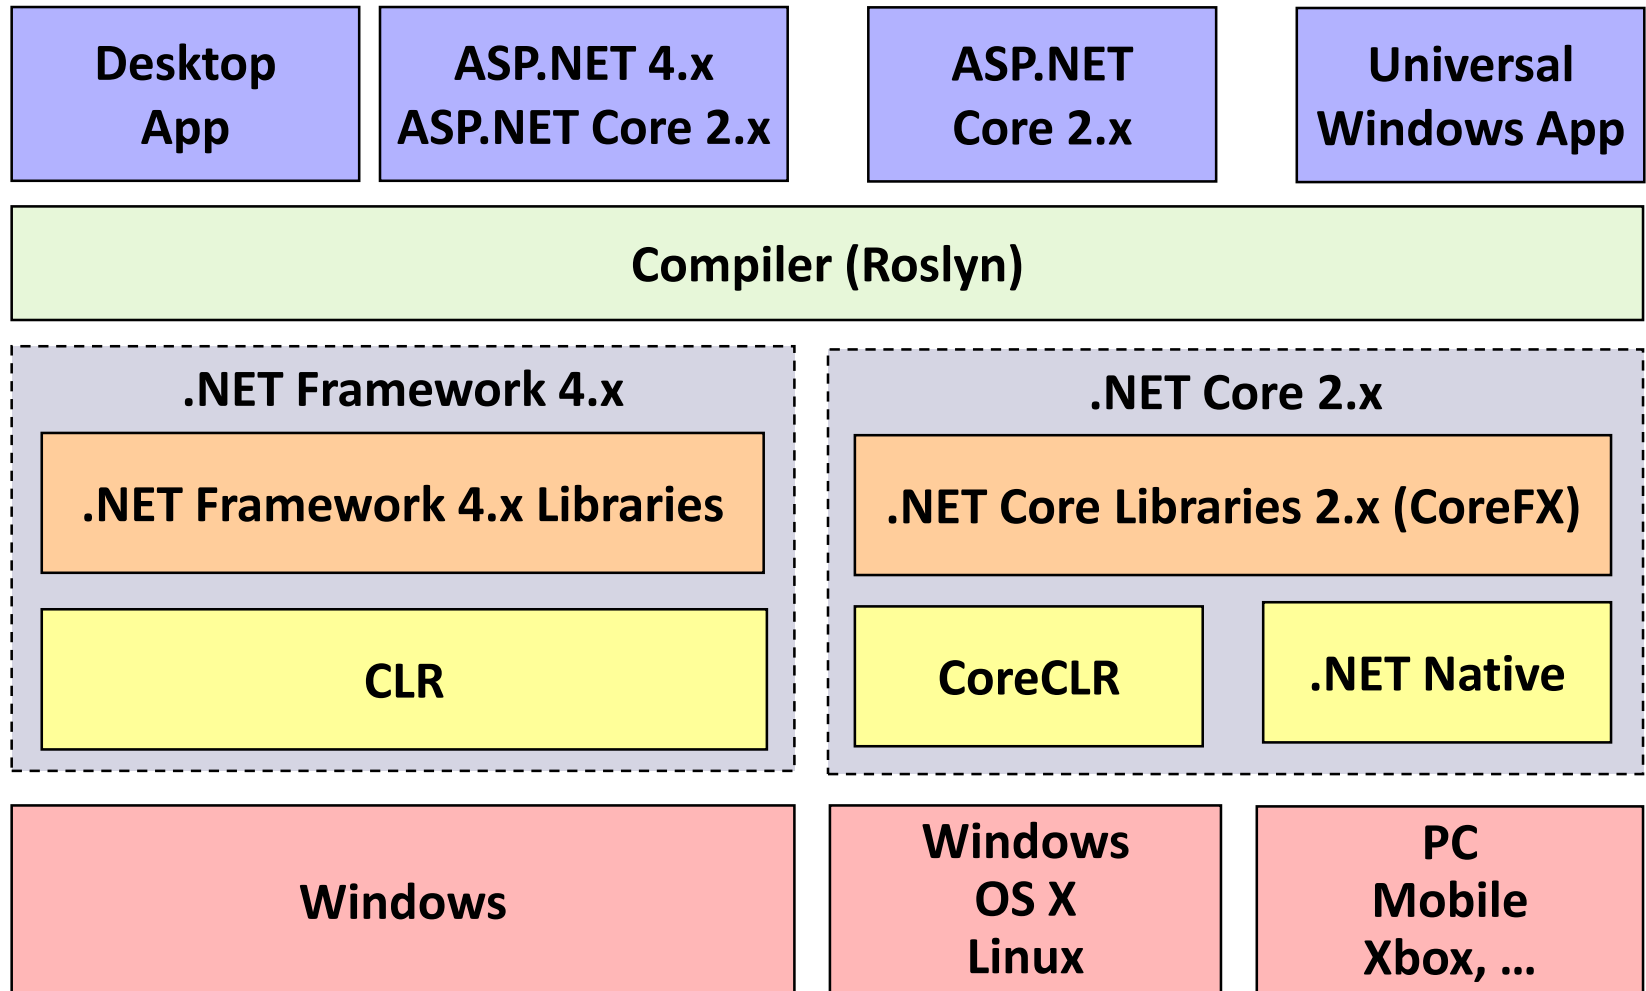 Desktop
App
ASP.NET 4.x
ASP.NET Core 2.x
ASP.NET
Core 2.x
Universal
Windows App
Compiler (Roslyn)
.NET Framework 4.x
.NET Framework 4.x Libraries
CLR
.NET Core 2.x
.NET Core Libraries 2.x (CoreFX)
CoreCLR
.NET Native
Windows
Windows
OS X
Linux
PC
Mobile
Xbox, ...